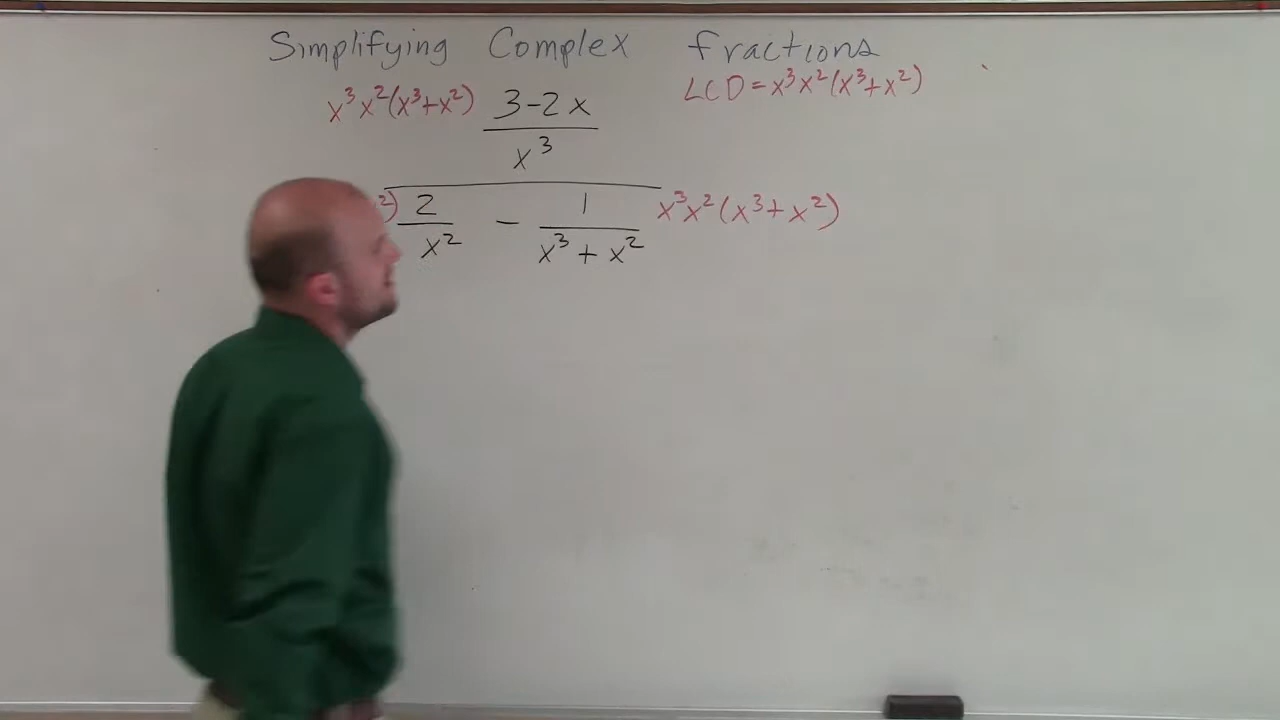 Simplifying Complex fractions
LCD = x³x²(x³+x²)
x³x²(x³+x²) 3-2x
x³
²) 2 - 1 x³x²(x³+x²)
x² x³ + x²